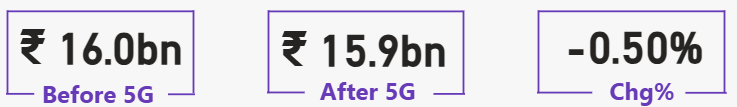 ₹ 16.0bn
Before 5G
₹ 15.9bn
After 5G
-0.50%
Chg%